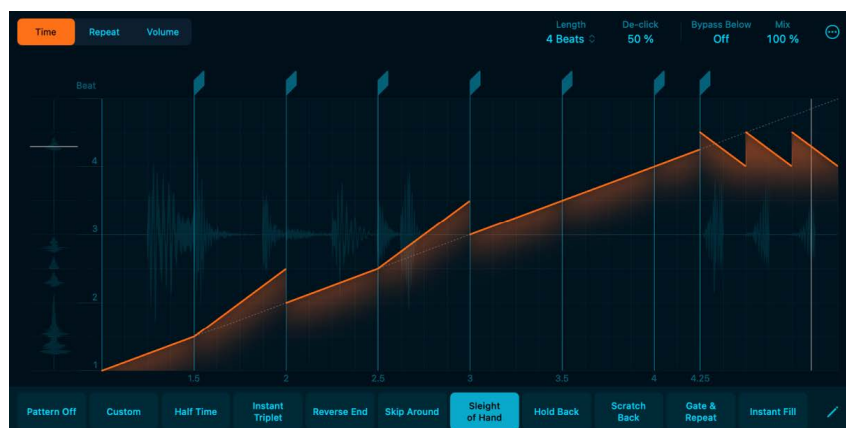 Time Repeat Volume
Length De-click Bypass Below Mix
4 Beats 50 % Off 100 %
Beat
4
3
2
1
1.5 2 2.5 3 3.5 4 4.25
Pattern Off Custom Half Time Instant Triplet Reverse End Skip Around Sleight of Hand Hold Back Scratch Back Gate & Repeat Instant Fill